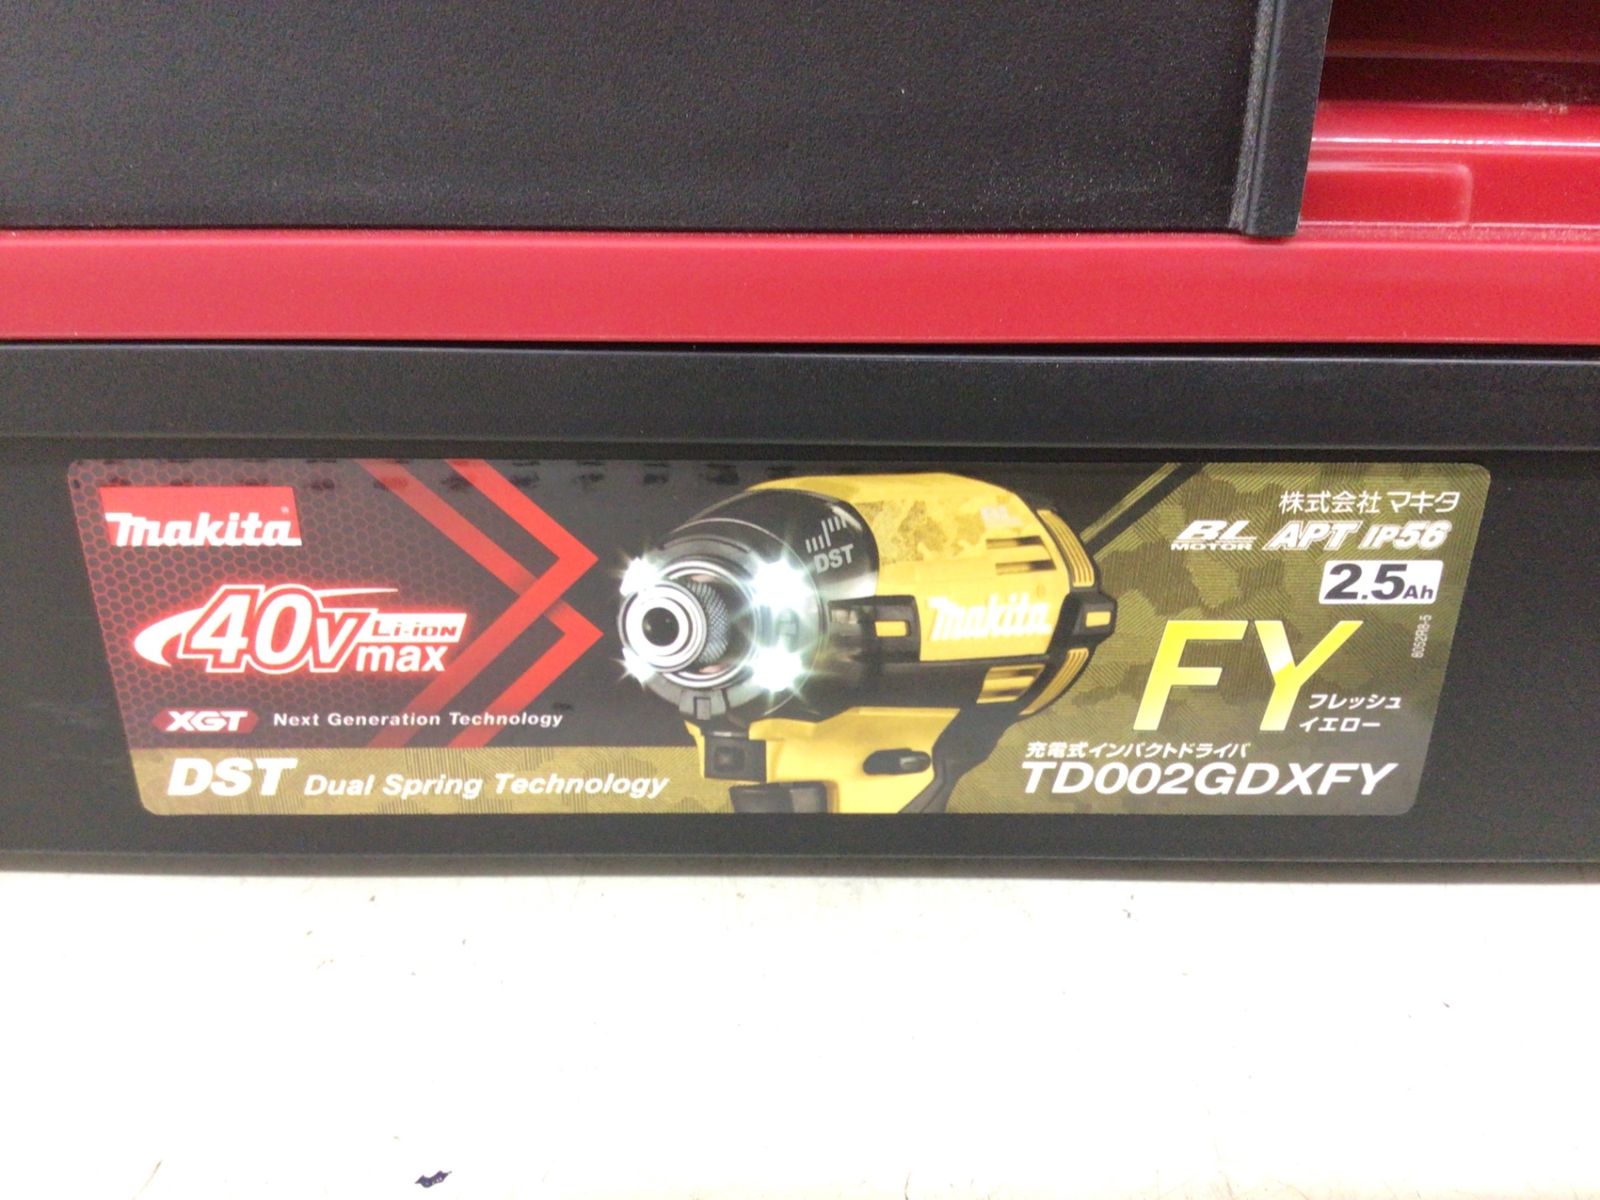 makita
40Vmax Li-ion
XGT Next Generation Technology
DST Dual Spring Technology
DST
makita
株式会社 マキタ
BL MOTOR APT IP56
2.5Ah
FY フレッシュ
イエロー
充電式インパクトドライバ
TD002GDXFY